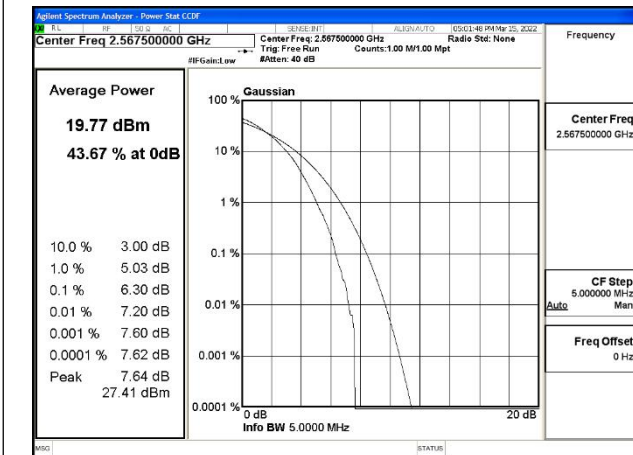 Agilent Spectrum Analyzer - Power Stat CCDF
RL RF 50 Ω AC SENSE:INT ALIGN AUTO 05:01:48 PM Mar 15, 2022
Center Freq 2.567500000 GHz
Center Freq: 2.567500000 GHz Radio Std: None
Trig: Free Run Counts:1.00 M/1.00 Mpt
#IFGain:Low #Atten: 40 dB
Frequency
Average Power
19.77 dBm
43.67 % at 0dB
10.0 % 3.00 dB
1.0 % 5.03 dB
0.1 % 6.30 dB
0.01 % 7.20 dB
0.001 % 7.60 dB
0.0001 % 7.62 dB
Peak 7.64 dB
27.41 dBm
Gaussian
100 %
10 %
1 %
0.1 %
0.01 %
0.001 %
0.0001 %
0 dB 20 dB
Info BW 5.0000 MHz
Center Freq
2.567500000 GHz
CF Step
5.000000 MHz
Auto Man
Freq Offset
0 Hz
MSG STATUS